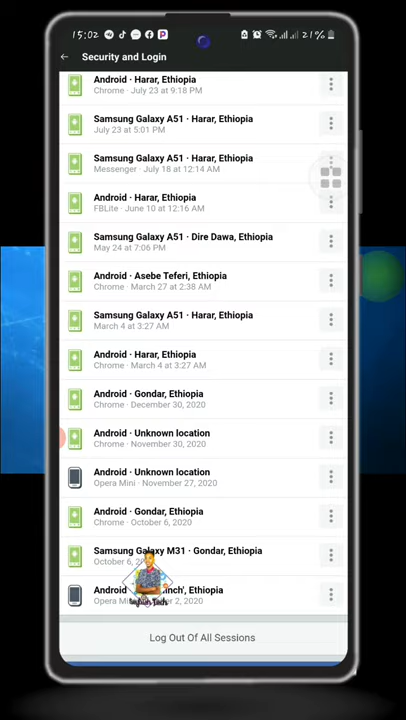 15:02
21%
Security and Login
Android · Harar, Ethiopia
Chrome · July 23 at 9:18 PM
Samsung Galaxy A51 · Harar, Ethiopia
July 23 at 5:01 PM
Samsung Galaxy A51 · Harar, Ethiopia
Messenger · July 18 at 12:14 AM
Android · Harar, Ethiopia
FBLite · June 10 at 12:16 AM
Samsung Galaxy A51 · Dire Dawa, Ethiopia
May 24 at 7:06 PM
Android · Asebe Teferi, Ethiopia
Chrome · March 27 at 2:38 AM
Samsung Galaxy A51 · Harar, Ethiopia
March 4 at 3:27 AM
Android · Harar, Ethiopia
Chrome · March 4 at 3:27 AM
Android · Gondar, Ethiopia
Chrome · December 30, 2020
Android · Unknown location
Chrome · November 30, 2020
Android · Unknown location
Opera Mini · November 27, 2020
Android · Gondar, Ethiopia
Chrome · October 6, 2020
Samsung Galaxy M31 · Gondar, Ethiopia
October 6,
Ethiopia
Opera 2, 2020
Log Out Of All Sessions